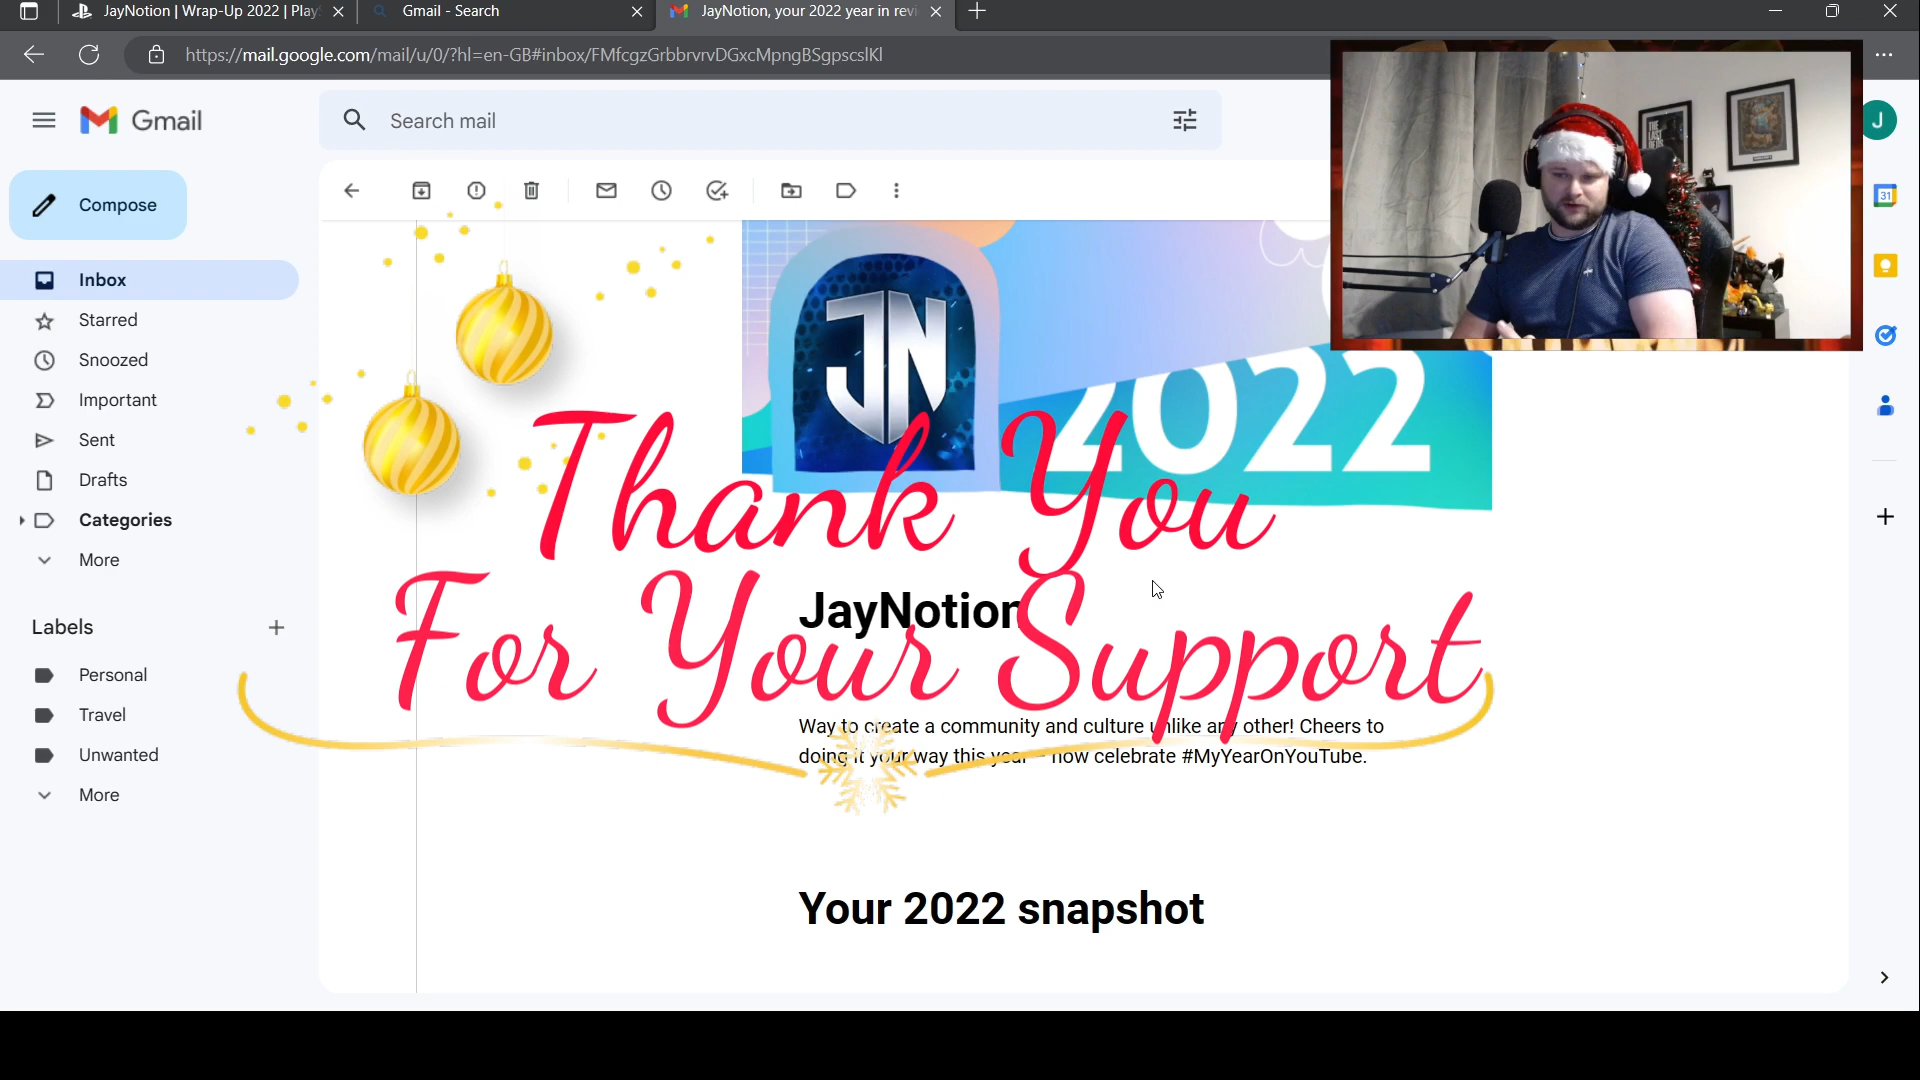 JayNotion | Wrap-Up 2022 | Play
Gmail - Search
JayNotion, your 2022 year in revi
https://mail.google.com/mail/u/0/?hl=en-GB#inbox/FMfcgzGrbbrvrvDGxcMpngBSgpscslKl
Gmail
Search mail
J
Compose
31
Inbox
Starred
Snoozed
Important
Sent
Drafts
Categories
More
Labels
Personal
Travel
Unwanted
More
JN
2022
Thank You
For Your Support
JayNotion
Way to create a community and culture unlike any other! Cheers to
doing it your way this year – now celebrate #MyYearOnYouTube.
Your 2022 snapshot